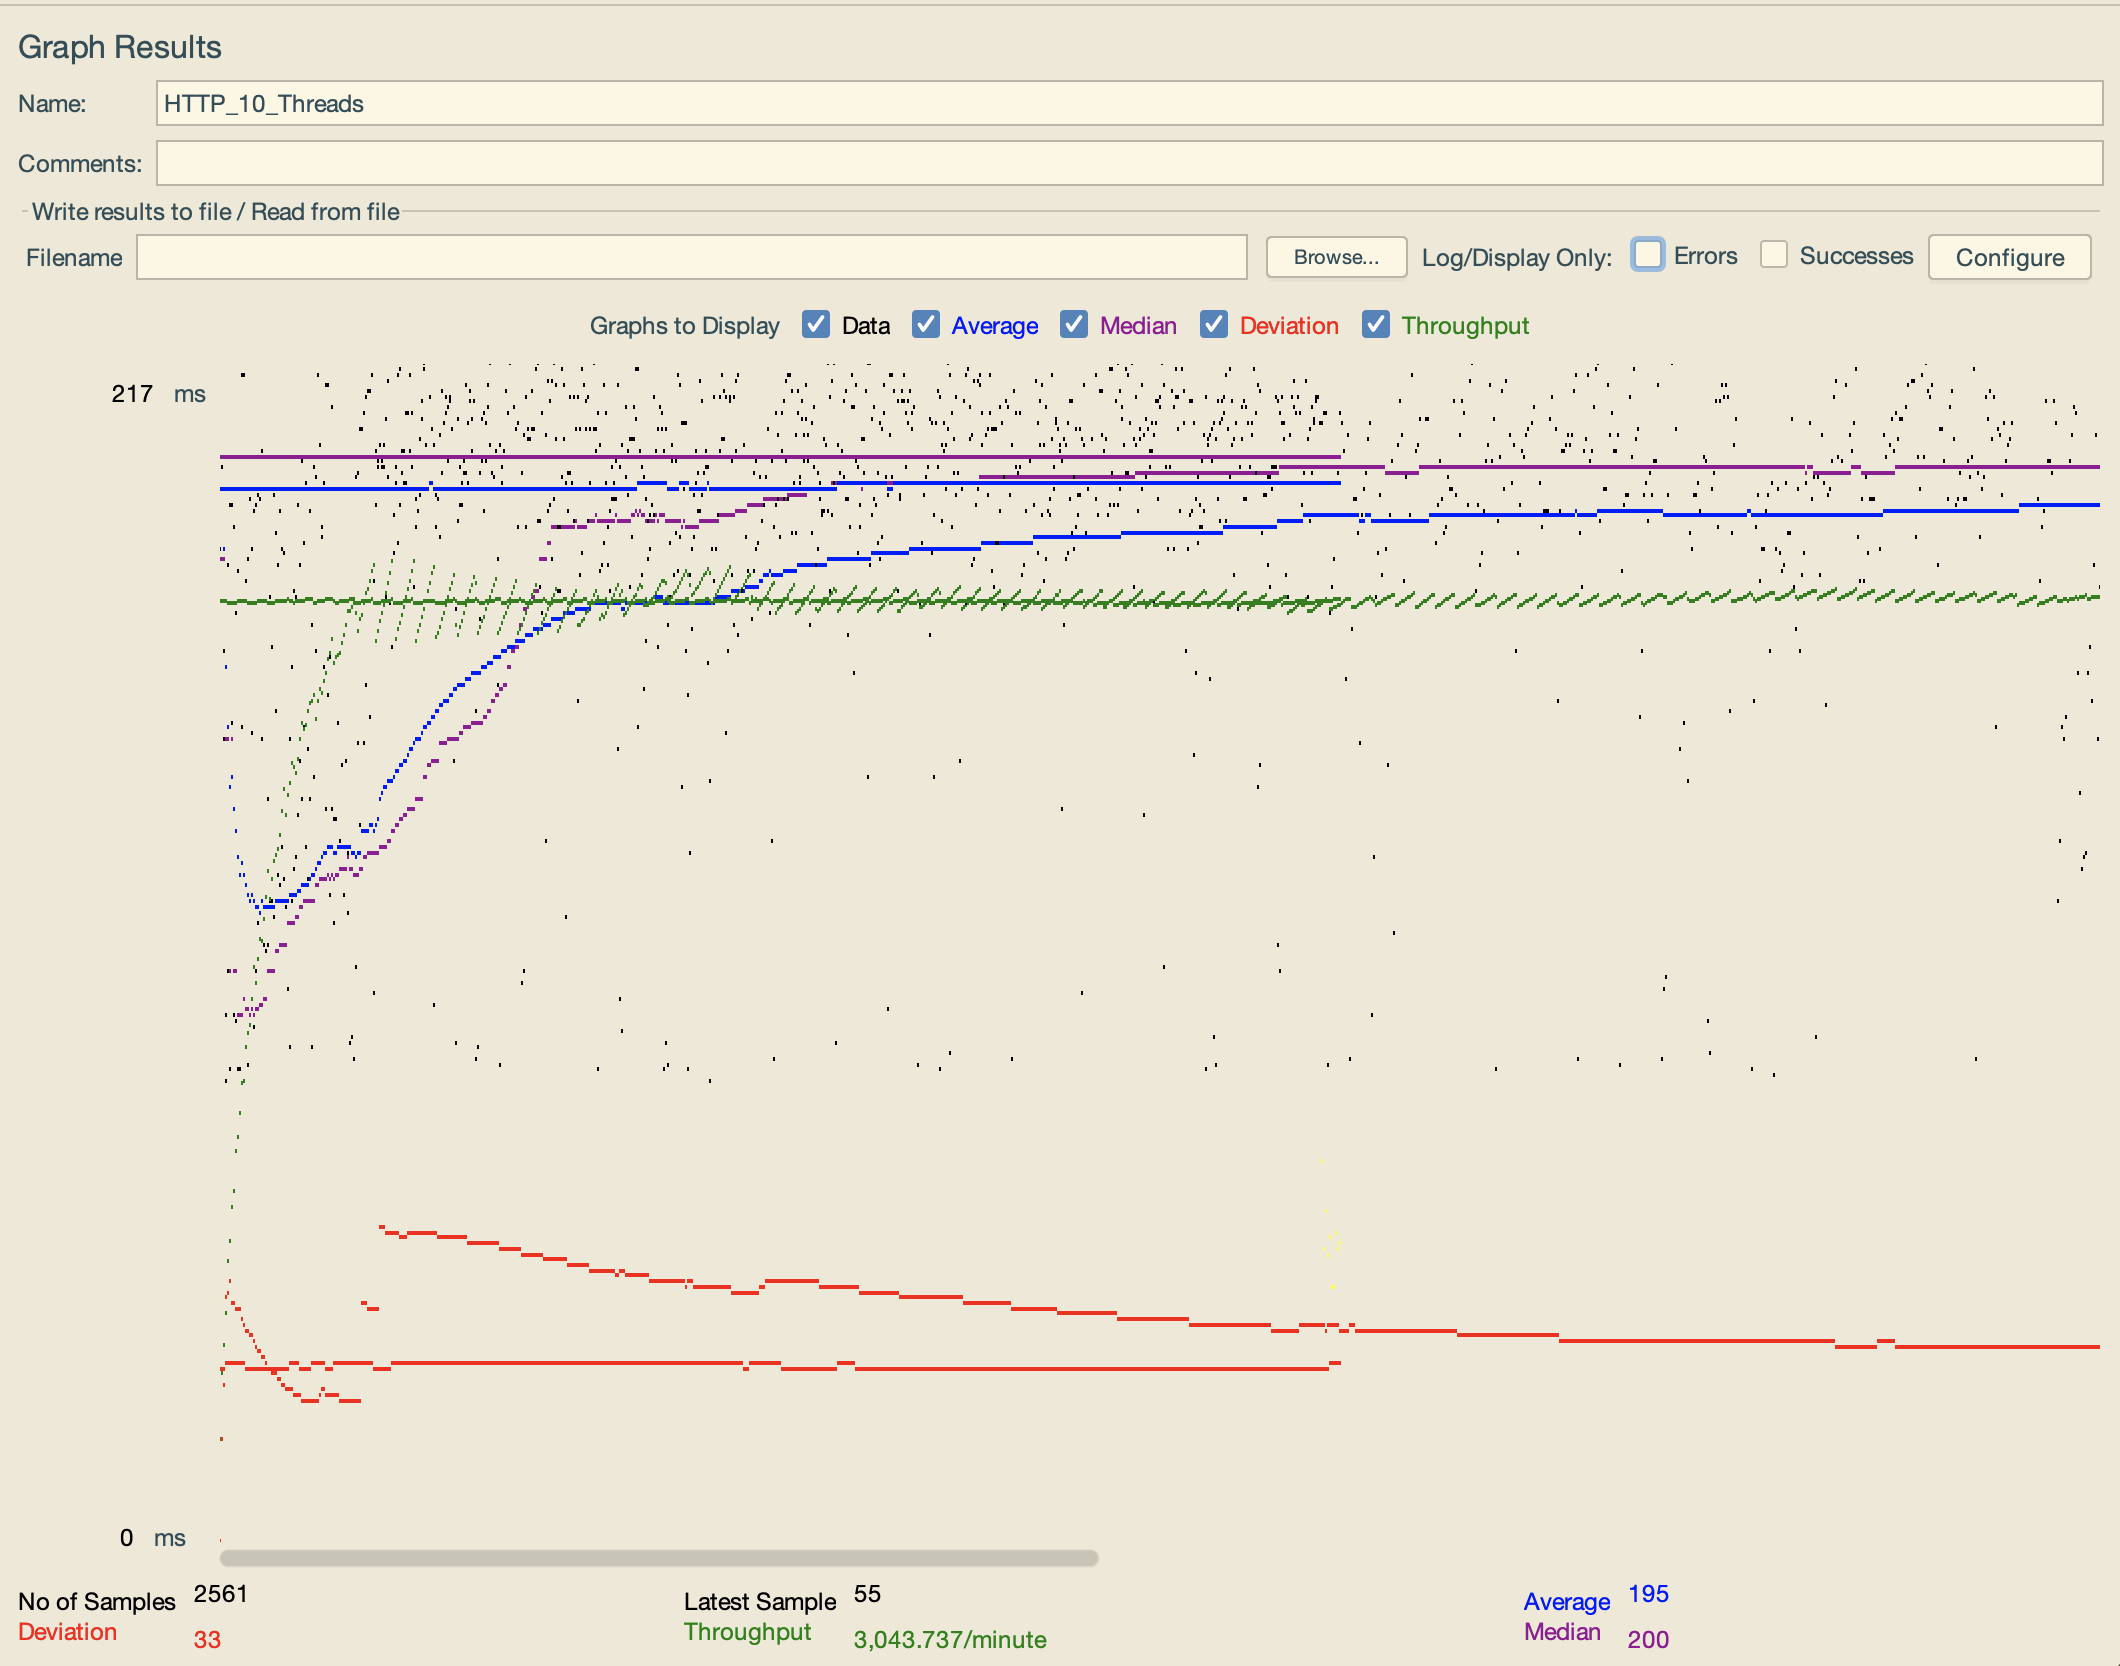 Graph Results
Name: HTTP_10_Threads
Comments:
Write results to file / Read from file
Filename Browse... Log/Display Only: Errors Successes Configure
Graphs to Display Data Average Median Deviation Throughput
217 ms
0 ms
No of Samples 2561 Latest Sample 55 Average 195
Deviation 33 Throughput 3,043.737/minute Median 200